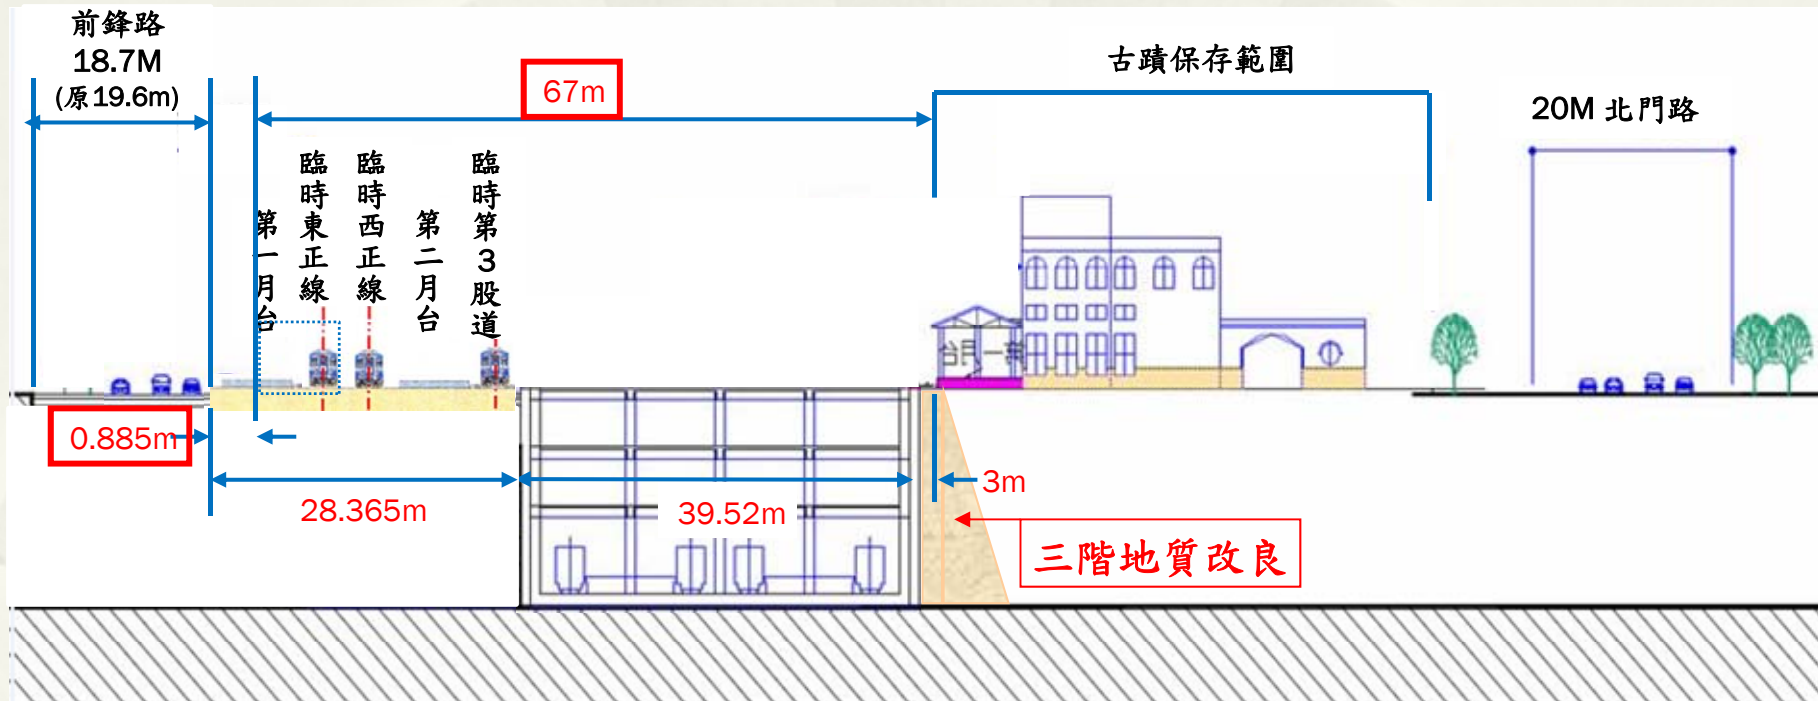 前鋒路
18.7M
(原19.6m)
67m
古蹟保存範圍
20M 北門路
第一月台
臨時東正線
臨時西正線
第二月台
臨時第3股道
0.885m
28.365m
39.52m
3m
三階地質改良